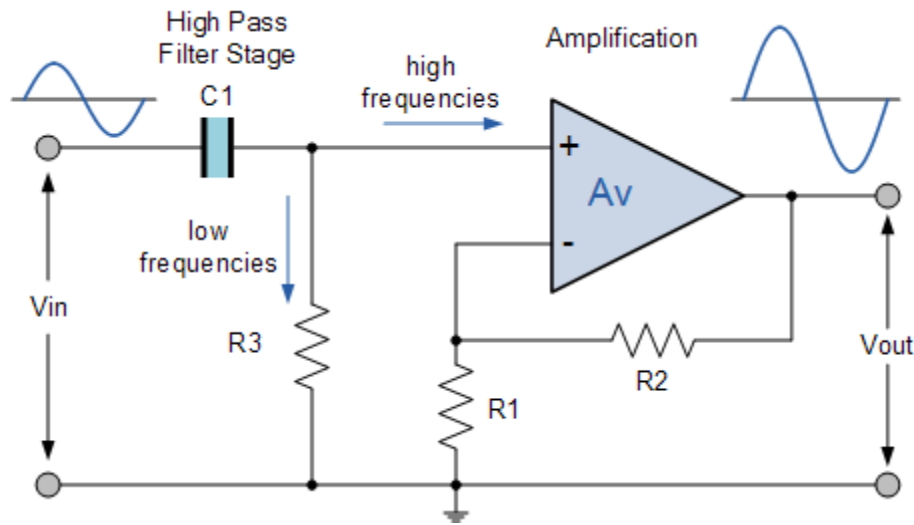 High Pass
Filter Stage
Amplification
C1
high
frequencies
+
Av
-
low
frequencies
Vin
R3
R2
Vout
R1